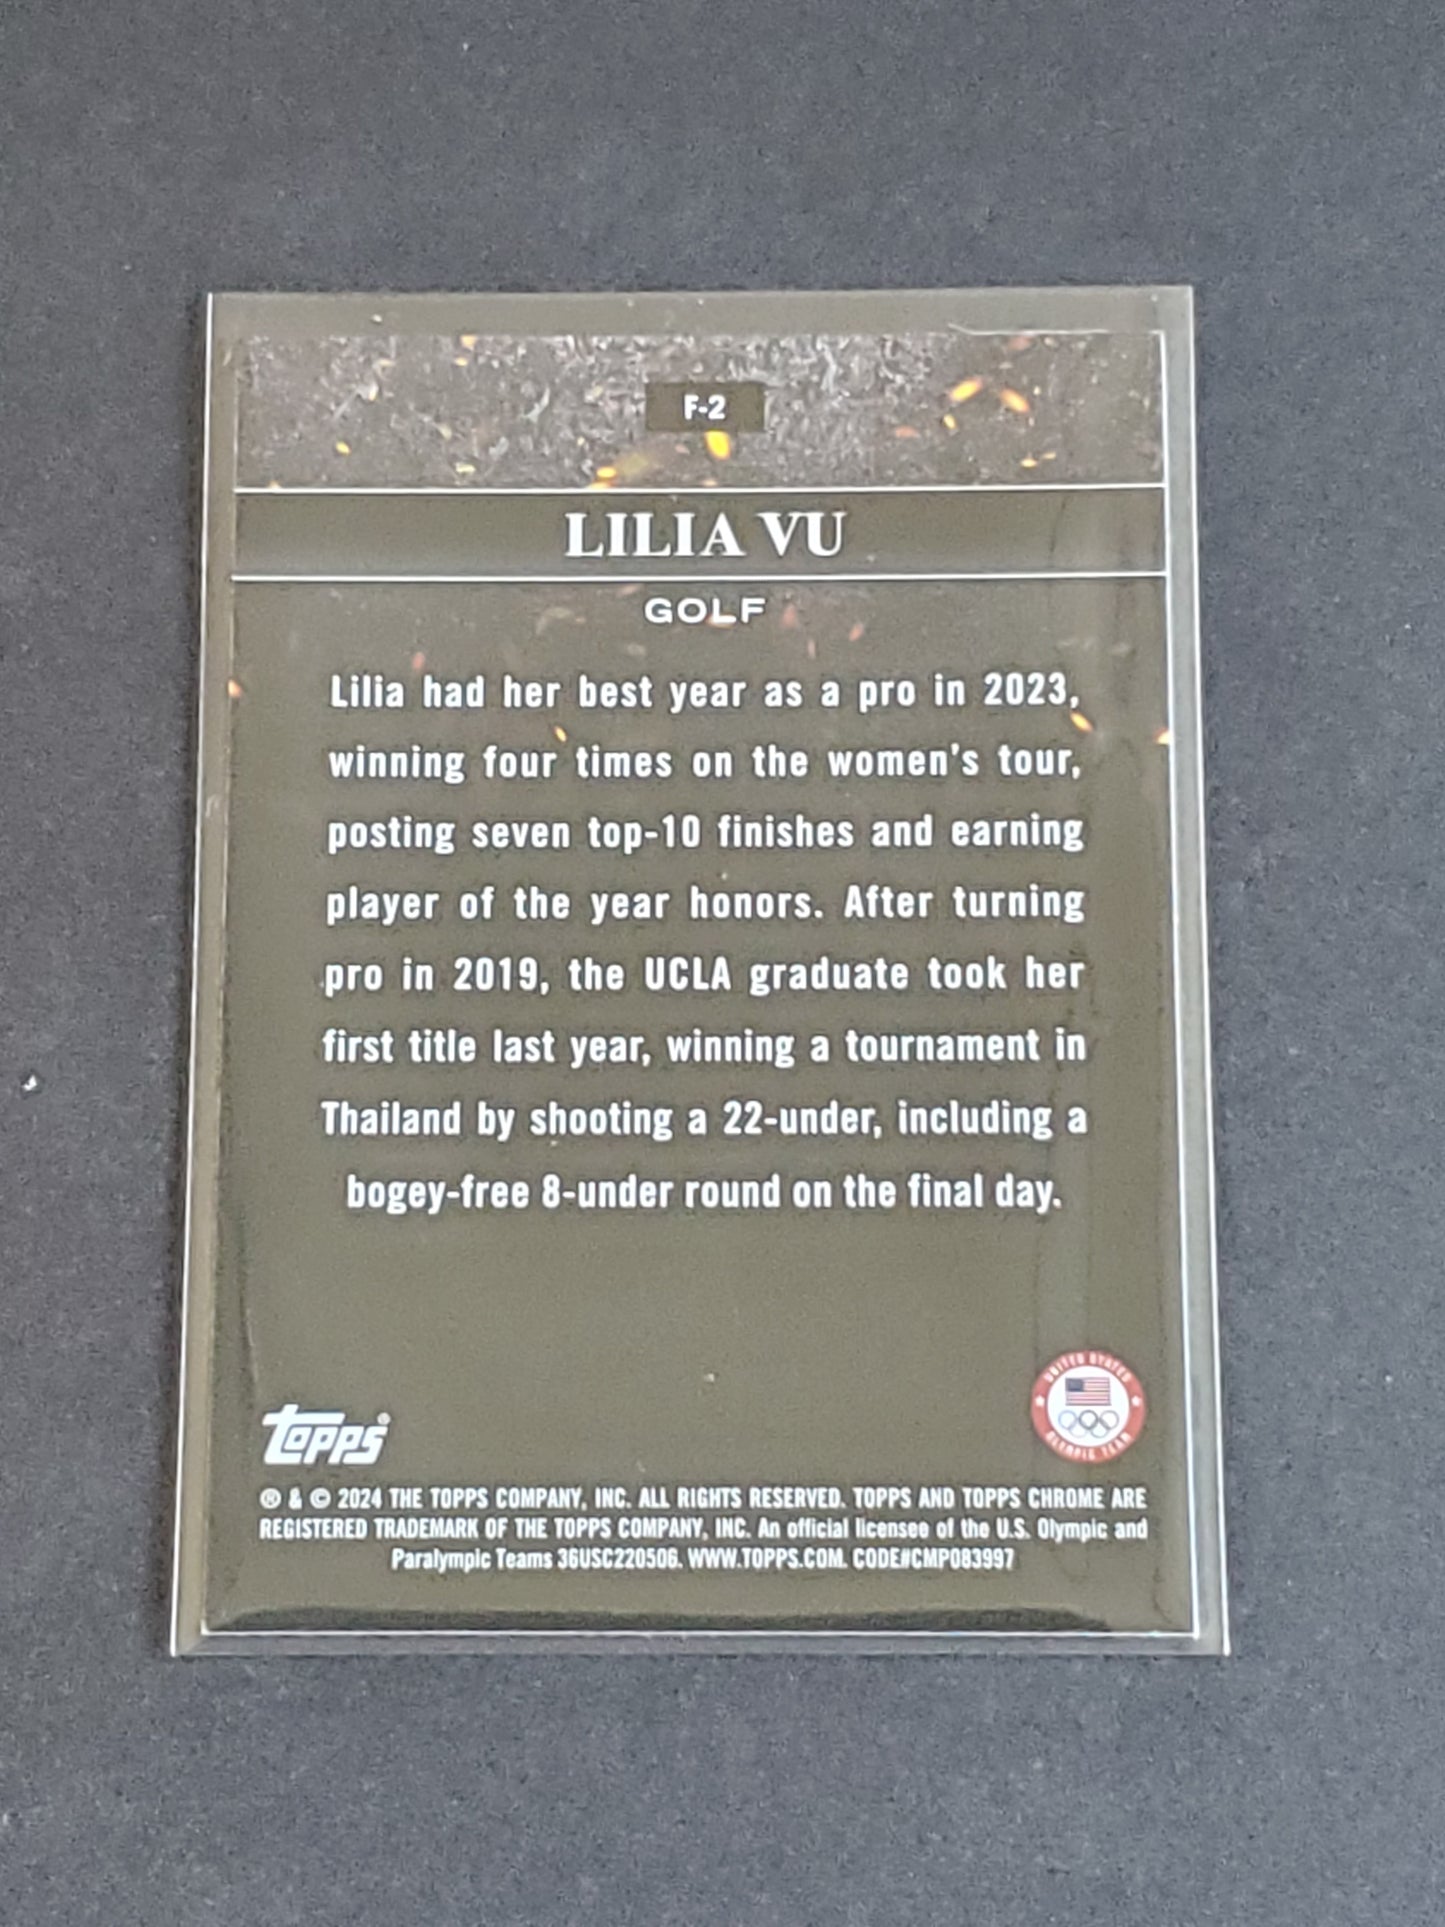 F-2
LILIA VU
GOLF
Lilia had her best year as a pro in 2023,
winning four times on the women's tour,
posting seven top-10 finishes and earning
player of the year honors. After turning
pro in 2019, the UCLA graduate took her
first title last year, winning a tournament in
Thailand by shooting a 22-under, including a
bogey-free 8-under round on the final day.
UNITED STATES
OLYMPIC TEAM
Topps®
® & © 2024 THE TOPPS COMPANY, INC. ALL RIGHTS RESERVED. TOPPS AND TOPPS CHROME ARE
REGISTERED TRADEMARK OF THE TOPPS COMPANY, INC. An official licensee of the U.S. Olympic and
Paralympic Teams 36USC220506. WWW.TOPPS.COM. CODE#CMP083997